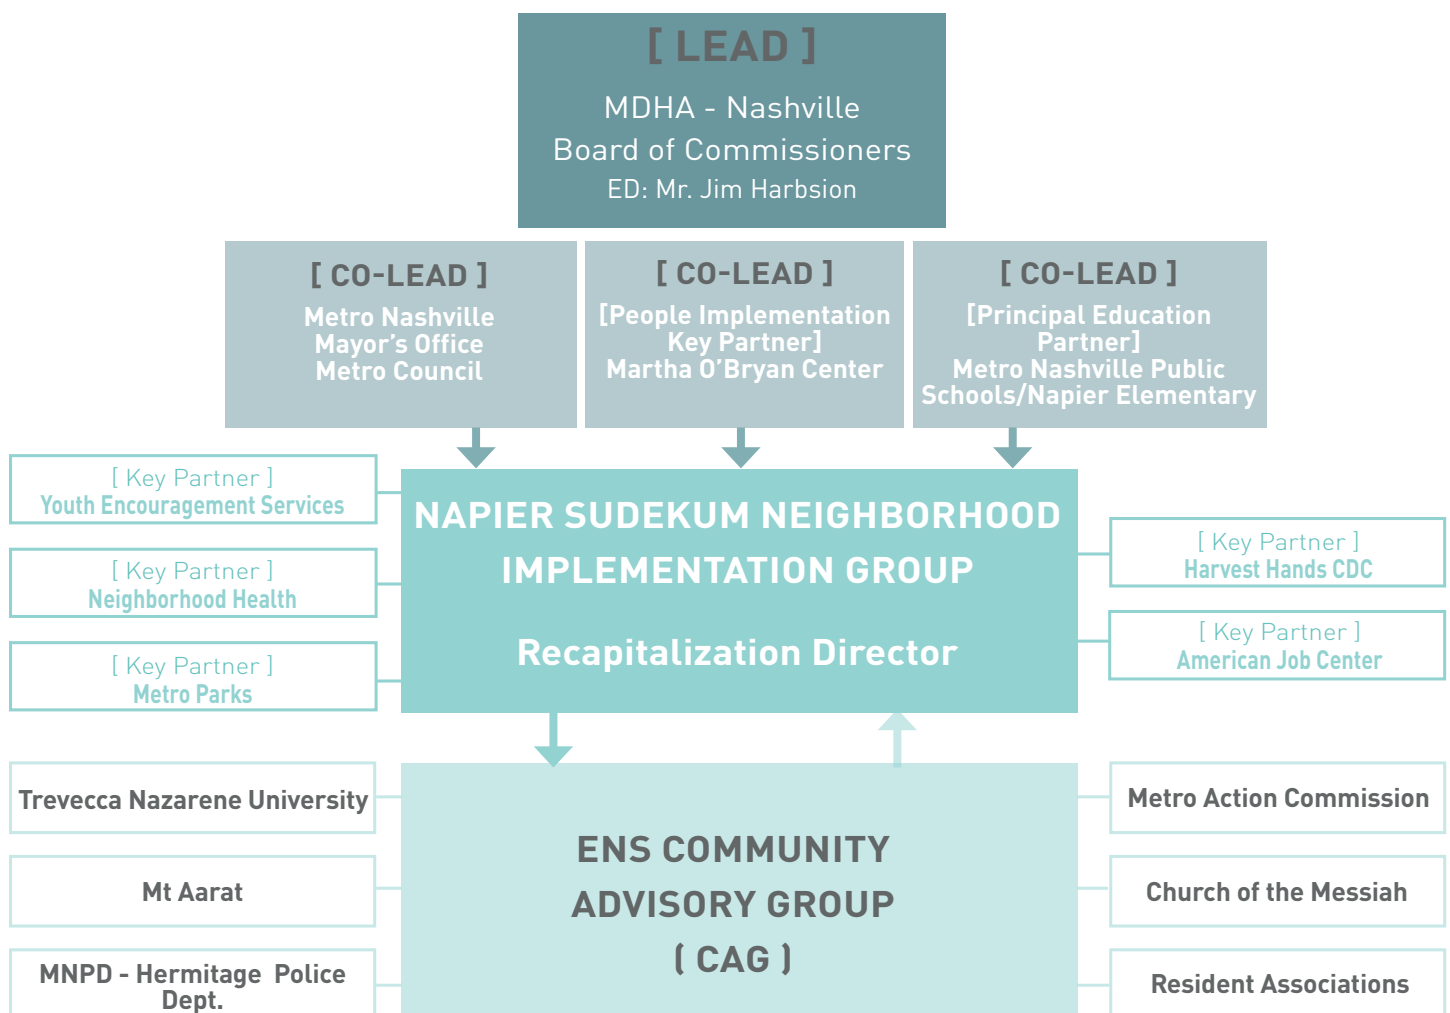 [ LEAD ]
MDHA - Nashville
Board of Commissioners
ED: Mr. Jim Harbsion
[ CO-LEAD ]
Metro Nashville
Mayor's Office
Metro Council
[ CO-LEAD ]
[People Implementation
Key Partner]
Martha O'Bryan Center
[ CO-LEAD ]
[Principal Education
Partner]
Metro Nashville Public
Schools/Napier Elementary
[ Key Partner ]
Youth Encouragement Services
[ Key Partner ]
Neighborhood Health
[ Key Partner ]
Metro Parks
NAPIER SUDEKUM NEIGHBORHOOD
IMPLEMENTATION GROUP
Recapitalization Director
[ Key Partner ]
Harvest Hands CDC
[ Key Partner ]
American Job Center
Trevecca Nazarene University
Mt Aarat
MNPD - Hermitage Police
Dept.
ENS COMMUNITY
ADVISORY GROUP
( CAG )
Metro Action Commission
Church of the Messiah
Resident Associations